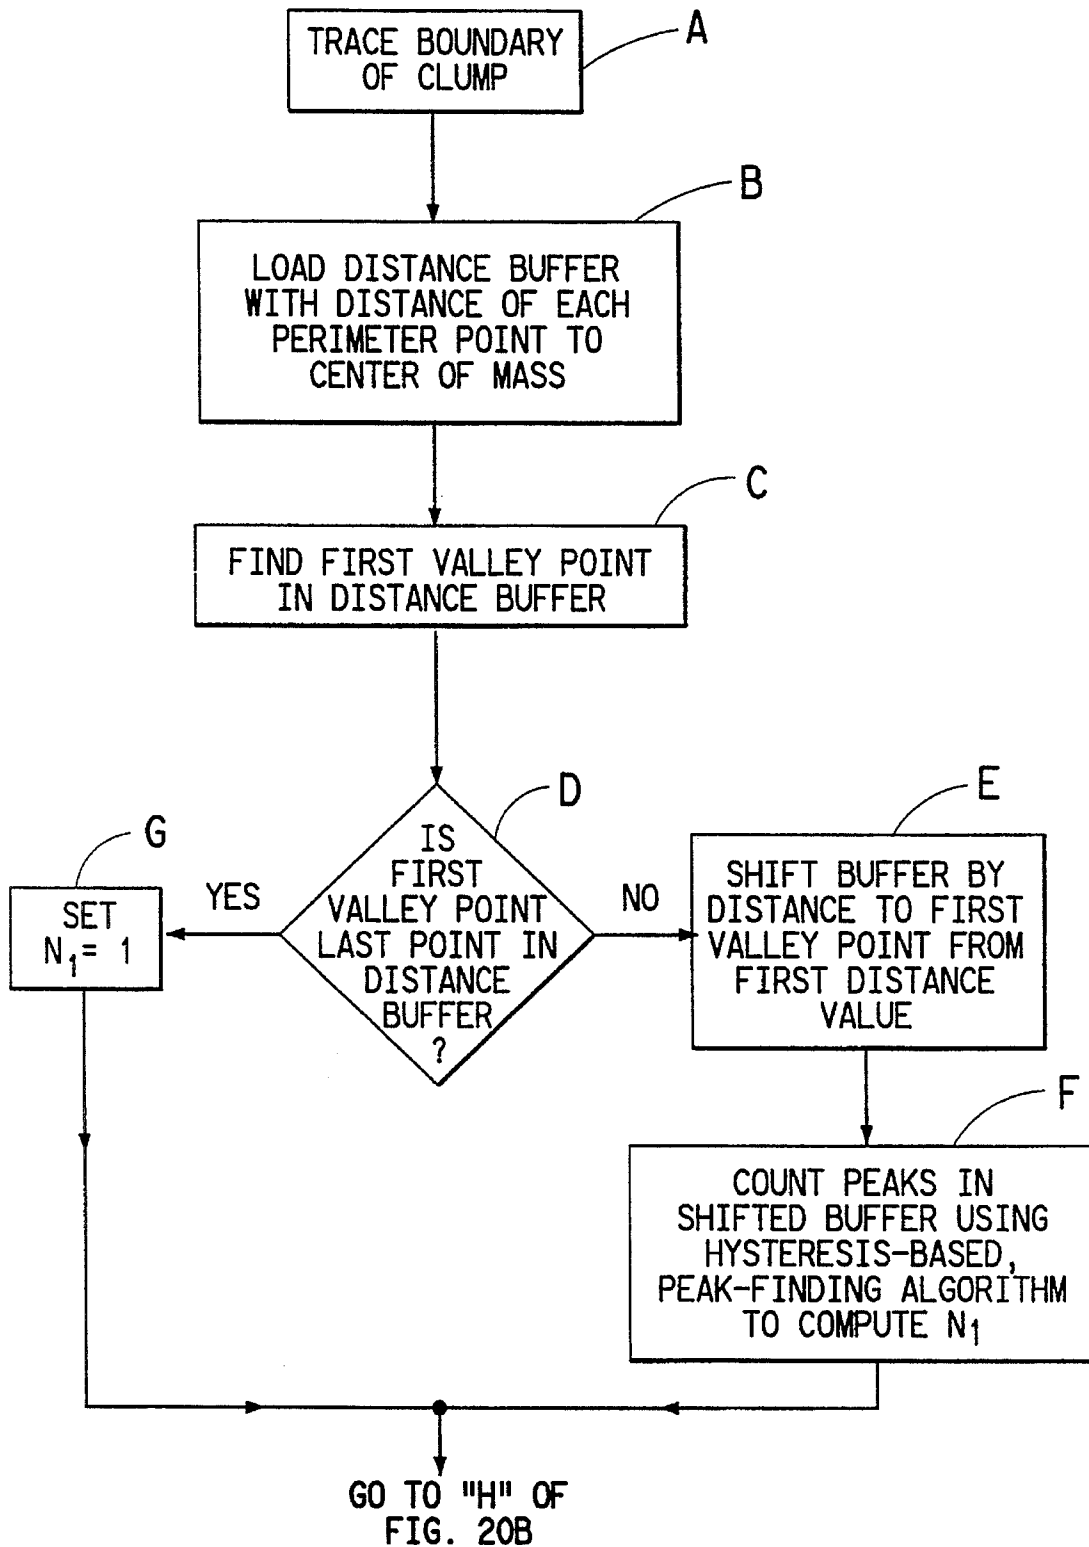 TRACE BOUNDARY
OF CLUMP
A
B
LOAD DISTANCE BUFFER
WITH DISTANCE OF EACH
PERIMETER POINT TO
CENTER OF MASS
C
FIND FIRST VALLEY POINT
IN DISTANCE BUFFER
D
IS
FIRST
VALLEY POINT
LAST POINT IN
DISTANCE
BUFFER
?
YES
NO
G
SET
N₁= 1
E
SHIFT BUFFER BY
DISTANCE TO FIRST
VALLEY POINT FROM
FIRST DISTANCE
VALUE
F
COUNT PEAKS IN
SHIFTED BUFFER USING
HYSTERESIS-BASED,
PEAK-FINDING ALGORITHM
TO COMPUTE N₁
GO TO "H" OF
FIG. 20B